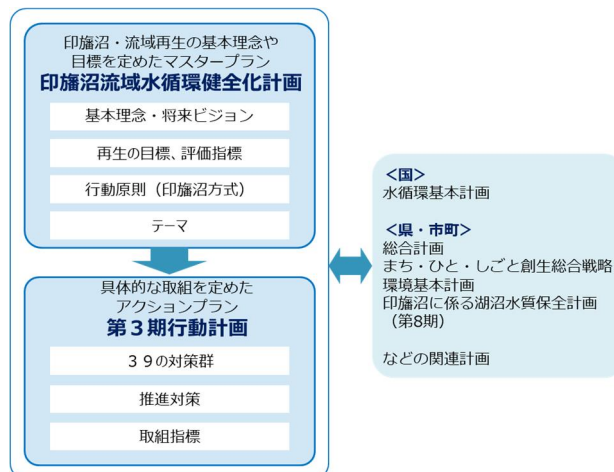 印旛沼・流域再生の基本理念や
目標を定めたマスタープラン
印旛沼流域水循環健全化計画
基本理念・将来ビジョン
再生の目標、評価指標
行動原則（印旛沼方式）
テーマ
具体的な取組を定めた
アクションプラン
第３期行動計画
３９の対策群
推進対策
取組指標
＜国＞
水循環基本計画
＜県・市町＞
総合計画
まち・ひと・しごと創生総合戦略
環境基本計画
印旛沼に係る湖沼水質保全計画
（第8期）
などの関連計画